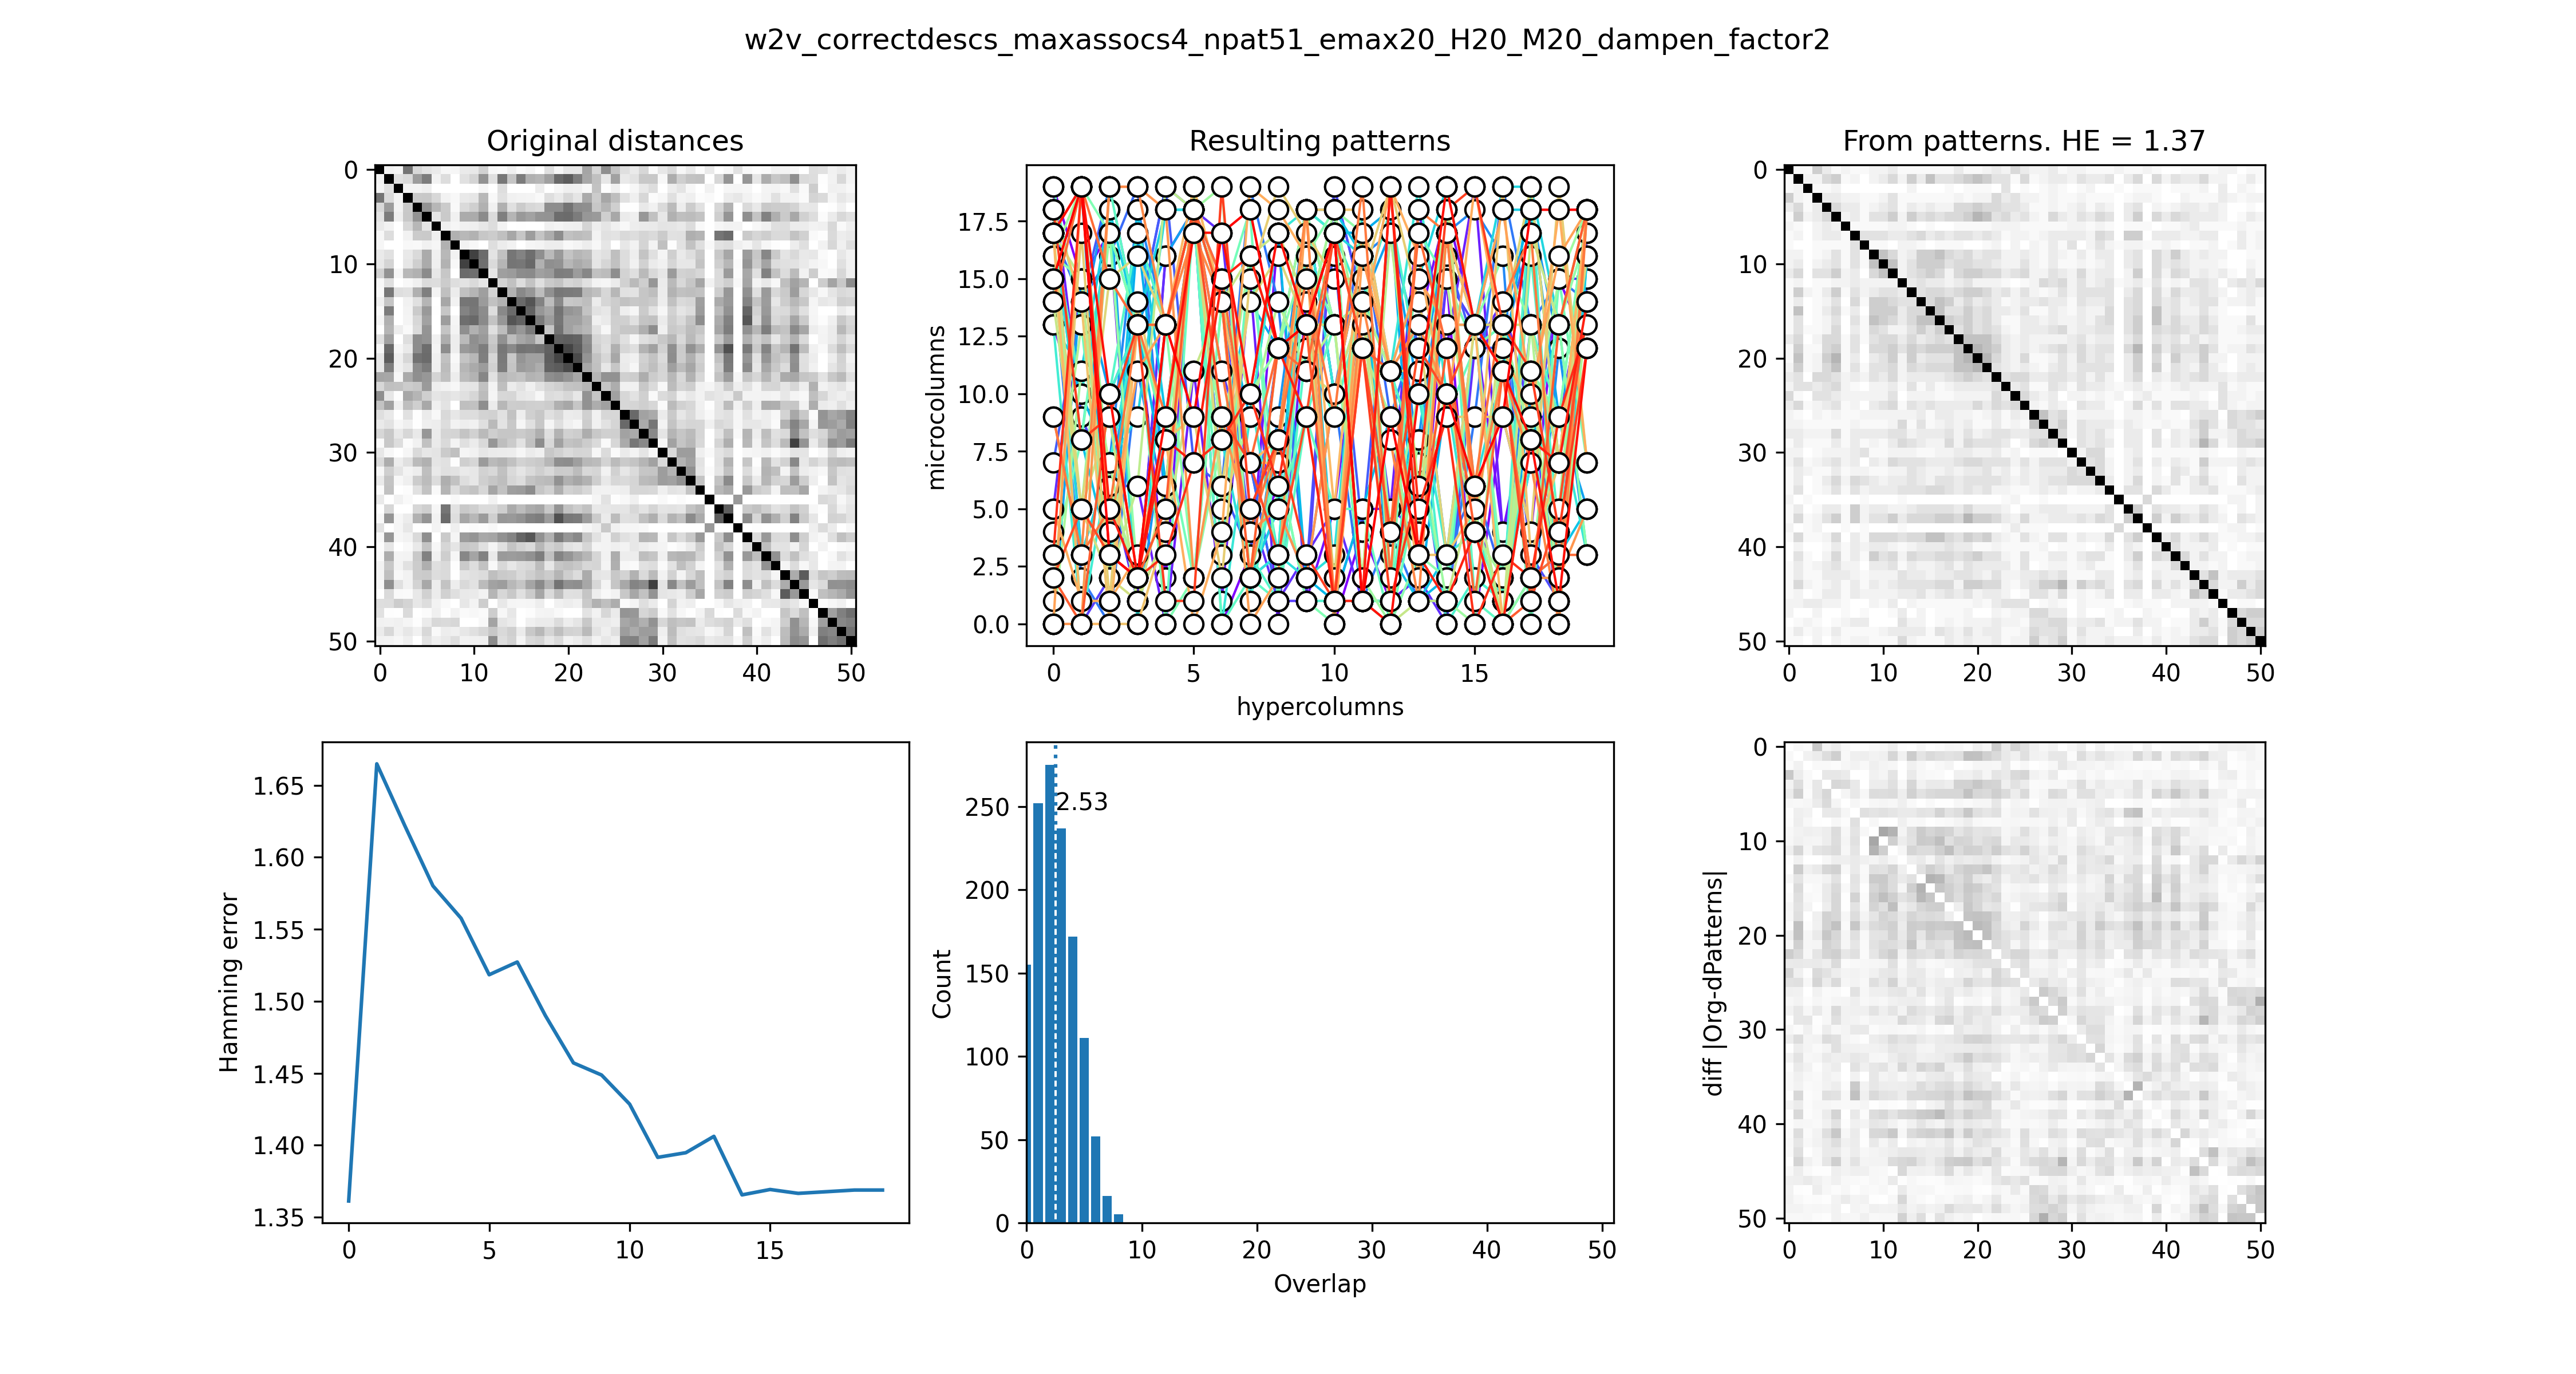 w2v_correctdescs_maxassocs4_npat51_emax20_H20_M20_dampen_factor2
Original distances
0
10
20
30
40
50
0 10 20 30 40 50
Resulting patterns
microcolumns
17.5
15.0
12.5
10.0
7.5
5.0
2.5
0.0
0 5 10 15
hypercolumns
From patterns. HE = 1.37
0
10
20
30
40
50
0 10 20 30 40 50
Hamming error
1.65
1.60
1.55
1.50
1.45
1.40
1.35
0 5 10 15
Count
250
200
150
100
50
0
2.53
0 10 20 30 40 50
Overlap
diff |Org-dPatterns|
0
10
20
30
40
50
0 10 20 30 40 50